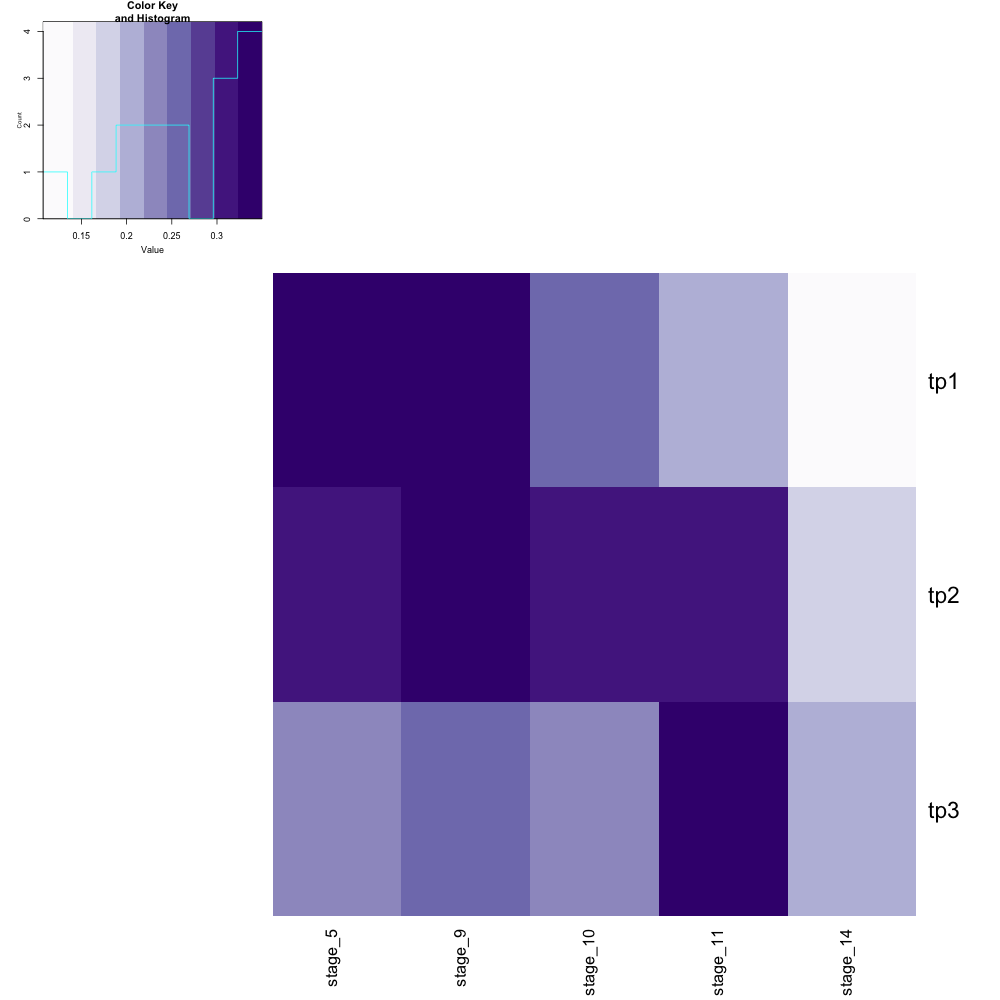 Color Key
and Histogram
4
3
2
1
0
Count
0.15 0.2 0.25 0.3
Value
tp1
tp2
tp3
stage_5 stage_9 stage_10 stage_11 stage_14